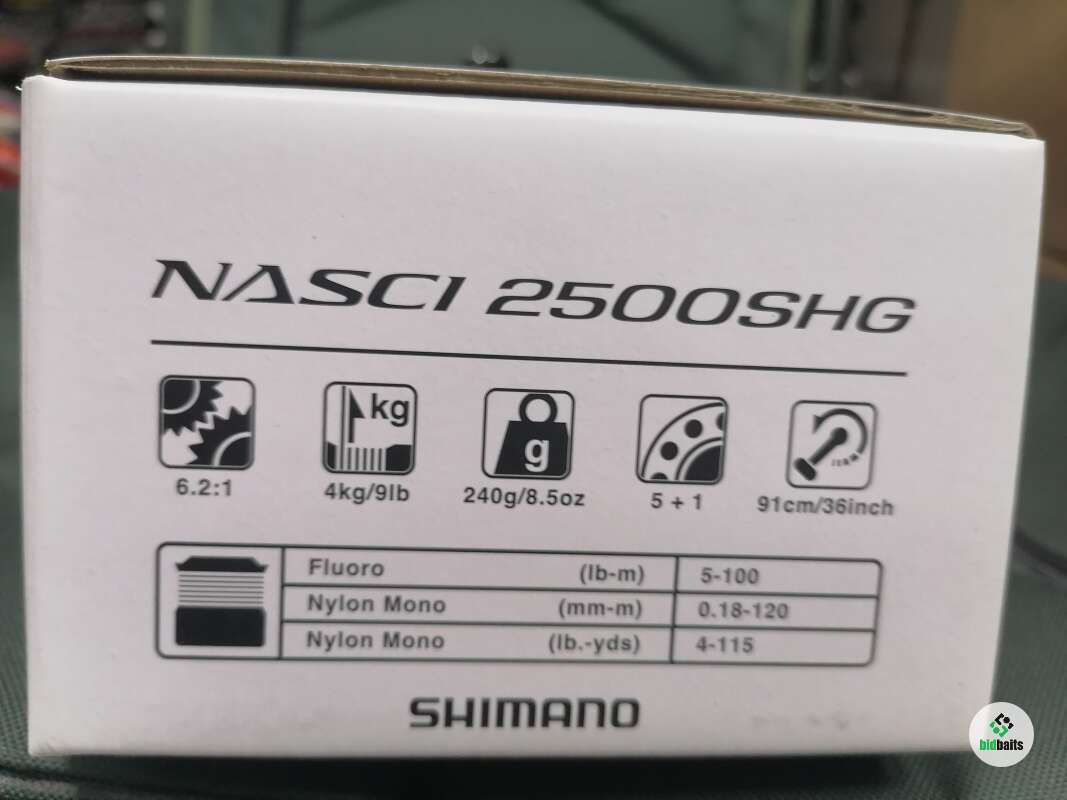 NASCI 2500SHG
kg
g
6.2:1 4kg/9lb 240g/8.5oz 5 + 1 91cm/36inch
Fluoro (lb-m) 5-100
Nylon Mono (mm-m) 0.18-120
Nylon Mono (lb.-yds) 4-115
SHIMANO
bidbaits